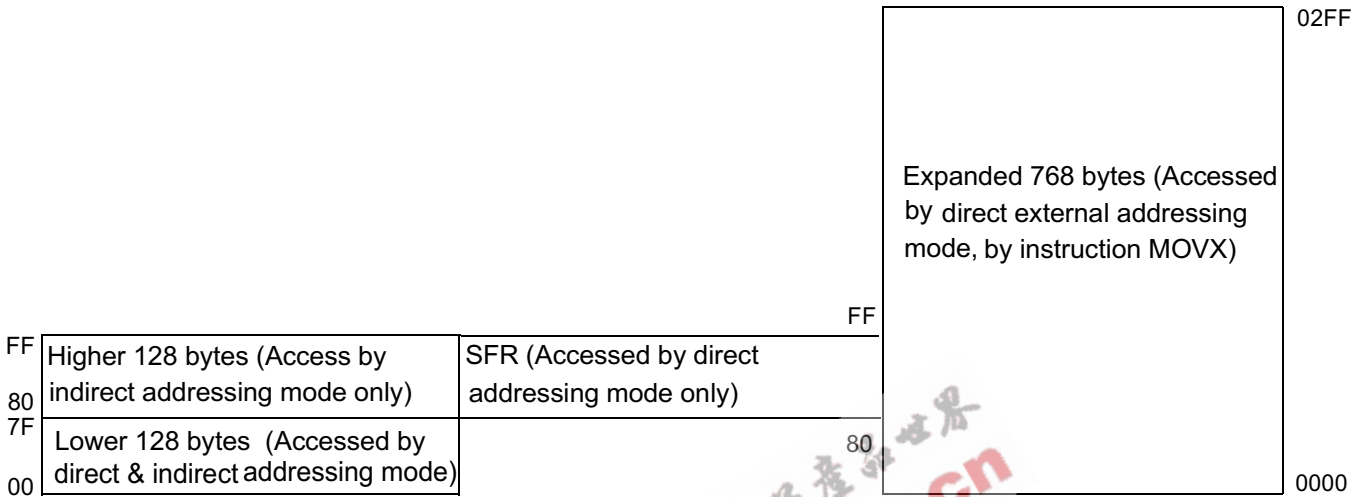 02FF
Expanded 768 bytes (Accessed
by direct external addressing
mode, by instruction MOVX)
FF
FF
Higher 128 bytes (Access by
indirect addressing mode only)
SFR (Accessed by direct
addressing mode only)
80
7F
Lower 128 bytes (Accessed by
direct & indirect addressing mode)
80
00
0000
.cn